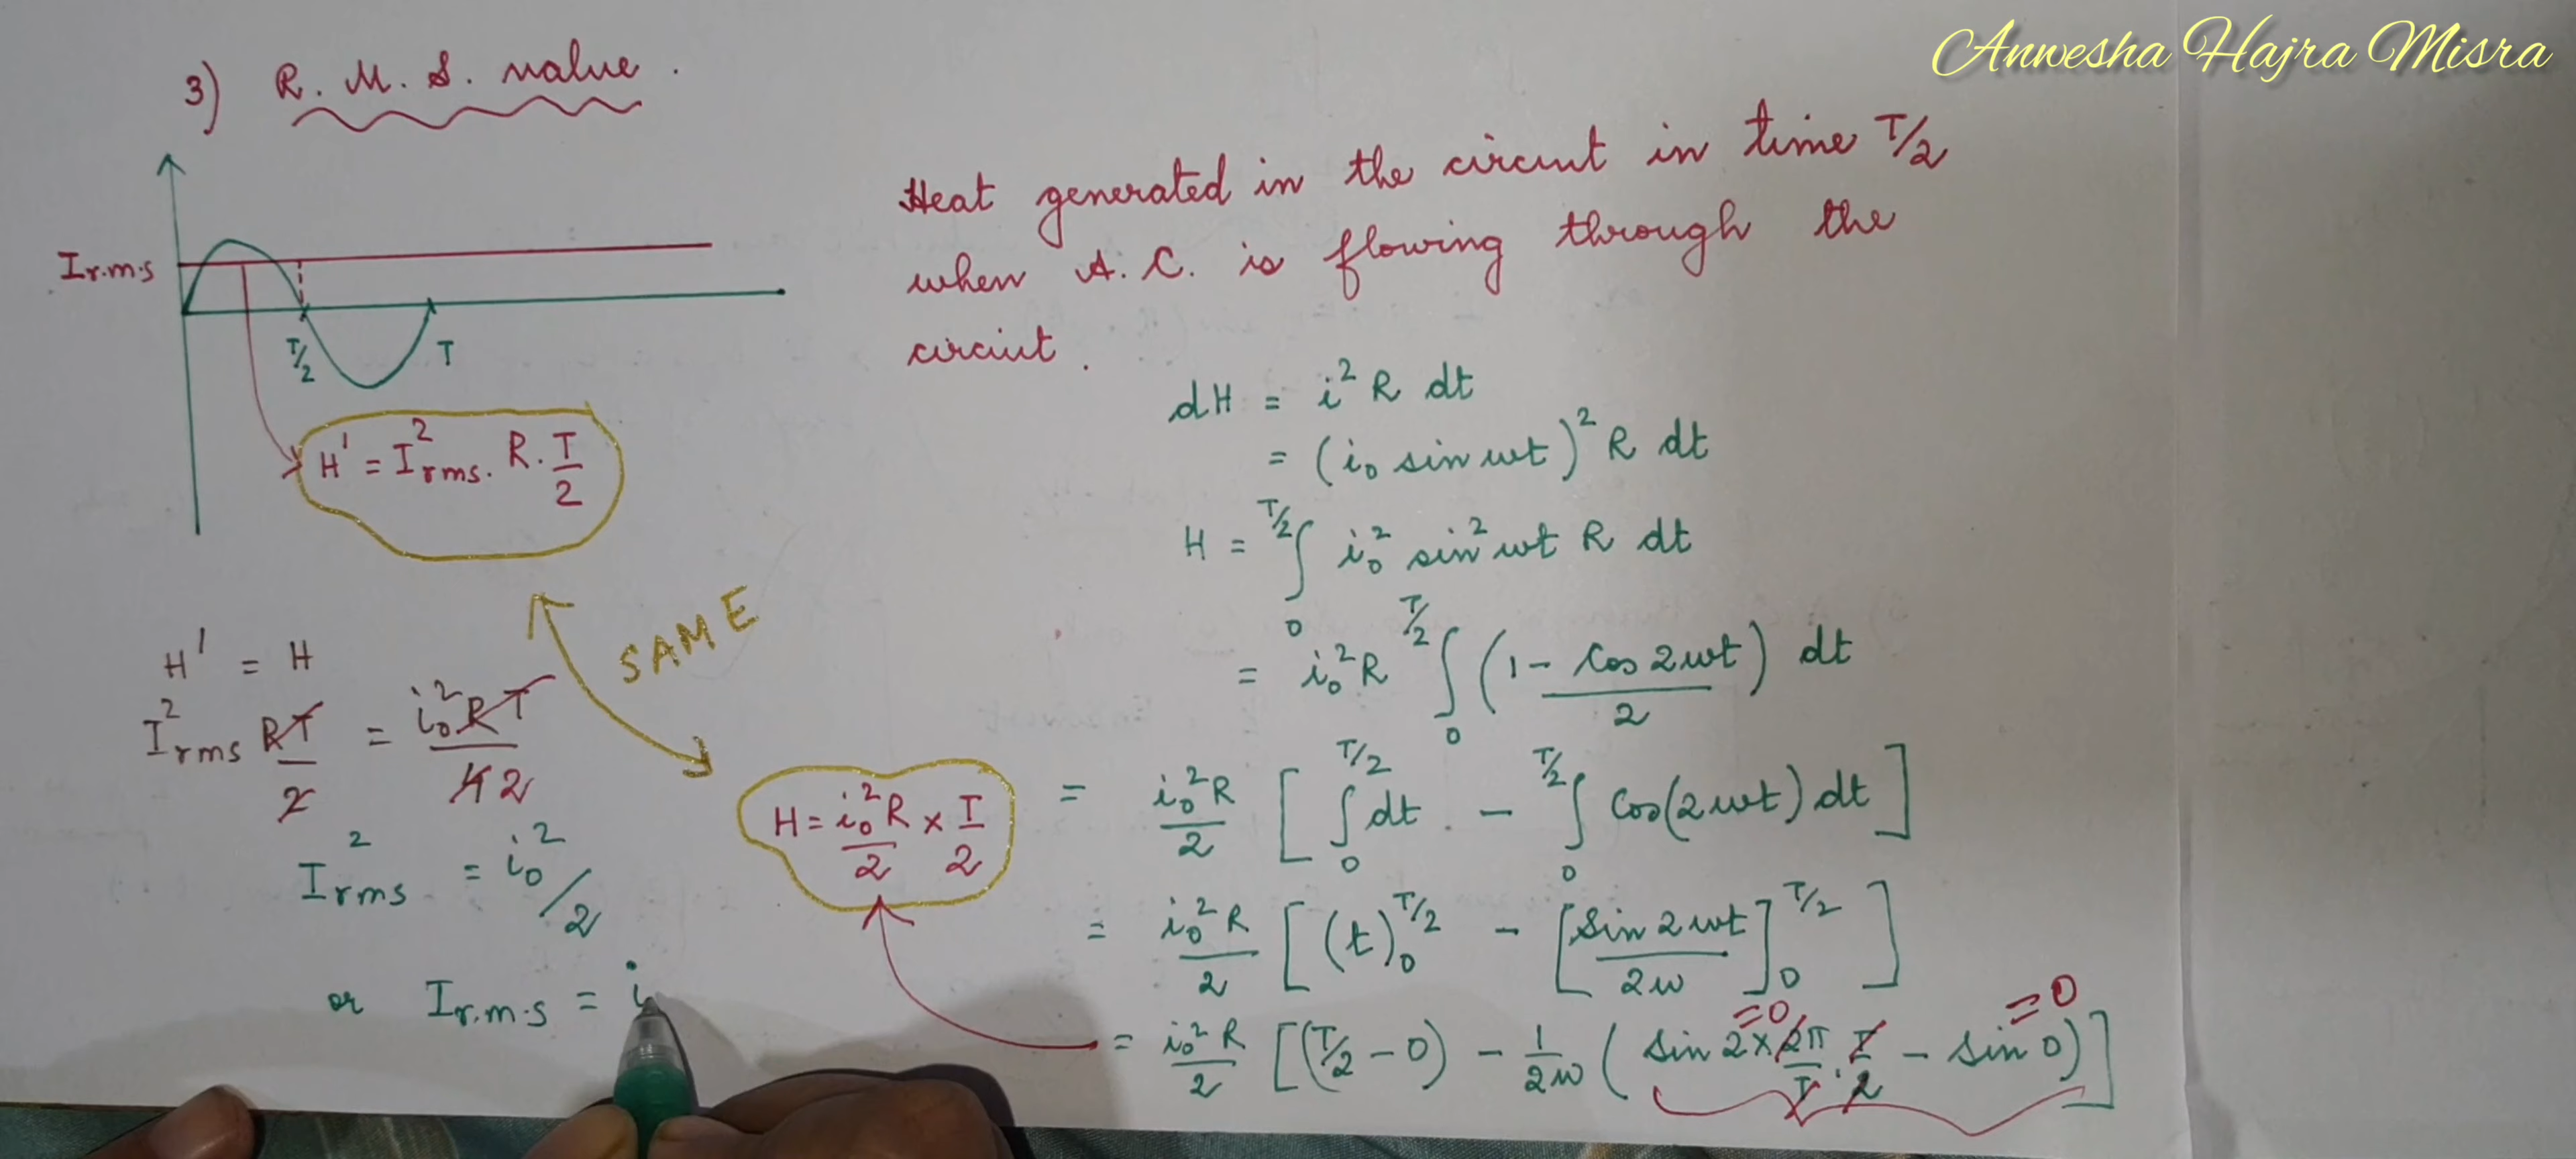 Anwesha Hajra Misra
3) R. M. S. value.
I r.m.s
T/2
T
H' = I²rms. R. T/2
Heat generated in the circuit in time T/2
when A. C. is flowing through the
circuit.
dH = i² R dt
= (i₀ sin ωt)² R dt
H = ∫₀^T/2 i₀² sin² ωt R dt
= i₀² R ∫₀^T/2 (1 - Cos 2ωt)/2 dt
= i₀² R/2 [ ∫₀^T/2 dt - ∫₀^T/2 Cos(2ωt) dt ]
= i₀² R/2 [ (t)₀^T/2 - [Sin 2ωt/2ω]₀^T/2 ]
=0 =0
= i₀² R/2 [ (T/2 - 0) - 1/2ω ( sin 2 x 2π/T . T/2 - sin 0) ]
H = i₀² R/2 x T/2
SAME
H' = H
I²rms RT/2 = i₀² RT/4 2
I²rms = i₀²/2
or I r.m.s = i